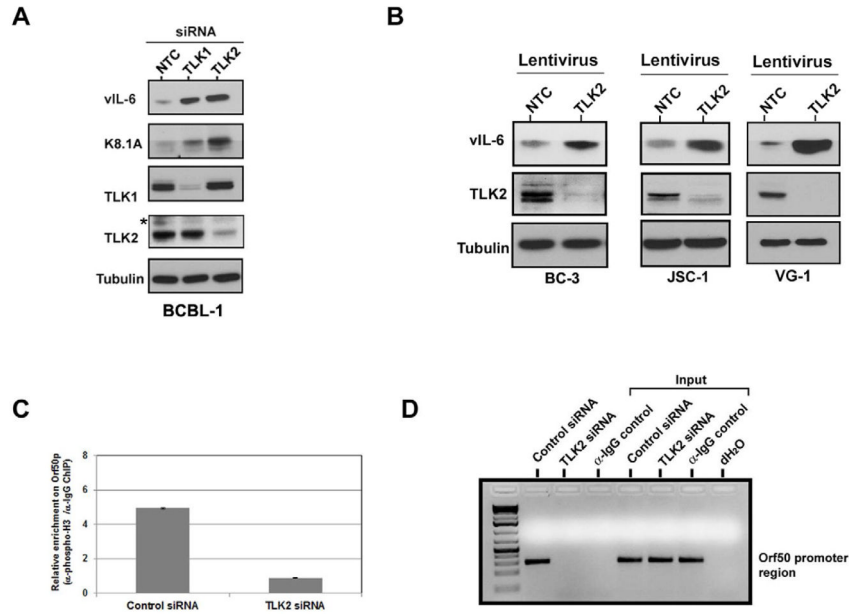 A
siRNA
NTC TLK1 TLK2
vIL-6
K8.1A
TLK1
*
TLK2
Tubulin
BCBL-1
B
Lentivirus Lentivirus Lentivirus
NTC TLK2 NTC TLK2 NTC TLK2
vIL-6
TLK2
Tubulin
BC-3 JSC-1 VG-1
C
Relative enrichment on Orf50p
(α-phospho-H3 /α-IgG ChIP)
8
6
4
2
0
Control siRNA TLK2 siRNA
D
Input
Control siRNA TLK2 siRNA α-IgG control Control siRNA TLK2 siRNA α-IgG control dH₂O
Orf50 promoter
region